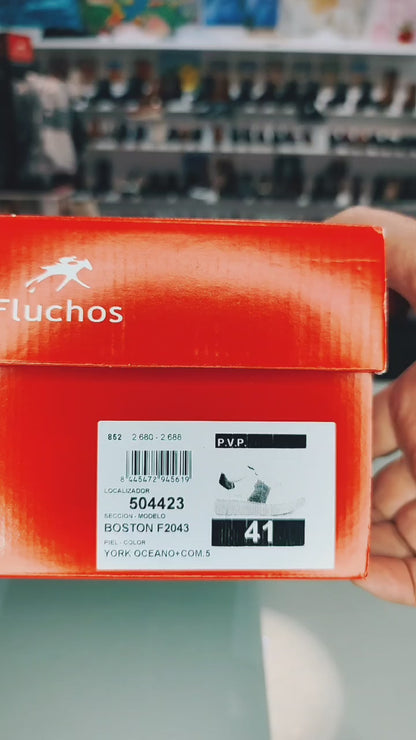 Fluchos
852 2.680 - 2.688
P.V.P.
8 445472 945619
LOCALIZADOR
504423
SECCION - MODELO
BOSTON F2043
41
PIEL - COLOR
YORK OCEANO+COM.5